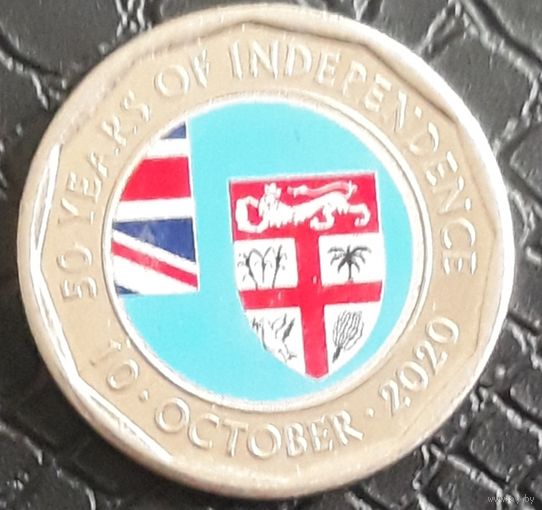 50 YEARS OF INDEPENDENCE
10 · OCTOBER · 2020